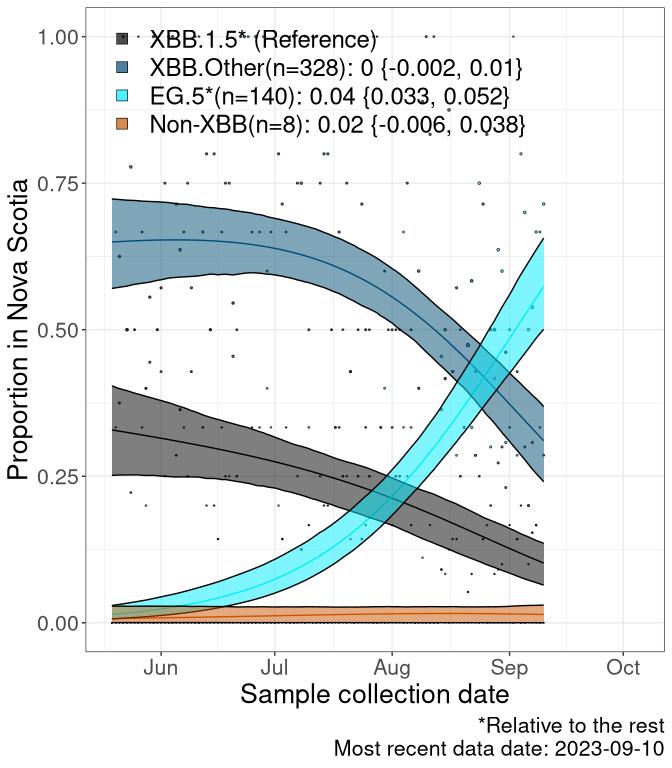 1.00
0.75
0.50
0.25
0.00
Proportion in Nova Scotia
XBB.1.5* (Reference)
XBB.Other(n=328): 0 {-0.002, 0.01}
EG.5*(n=140): 0.04 {0.033, 0.052}
Non-XBB(n=8): 0.02 {-0.006, 0.038}
Jun Jul Aug Sep Oct
Sample collection date
*Relative to the rest
Most recent data date: 2023-09-10